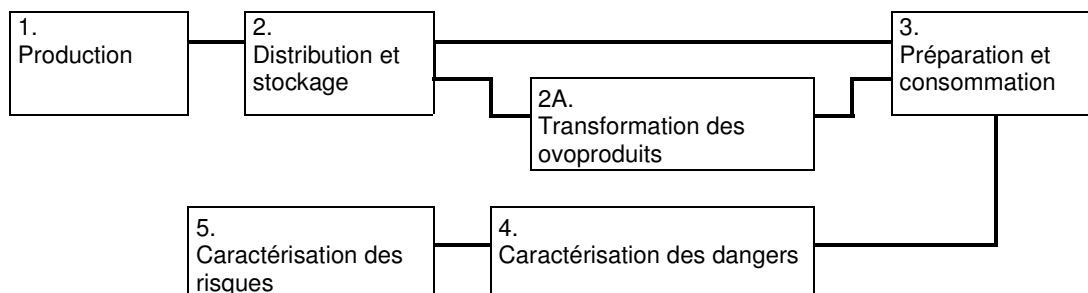 1.
Production
2.
Distribution et
stockage
3.
Préparation et
consommation
2A.
Transformation des
ovoproduits
5.
Caractérisation des
risques
4.
Caractérisation des dangers